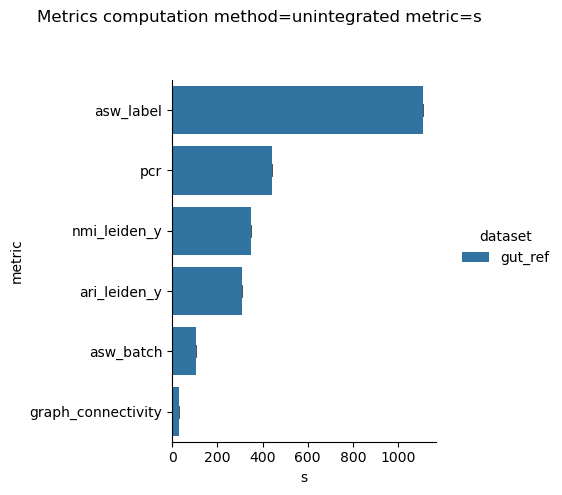 Metrics computation method=unintegrated metric=s
asw_label
pcr
nmi_leiden_y
ari_leiden_y
asw_batch
graph_connectivity
metric
0 200 400 600 800 1000
s
dataset
gut_ref